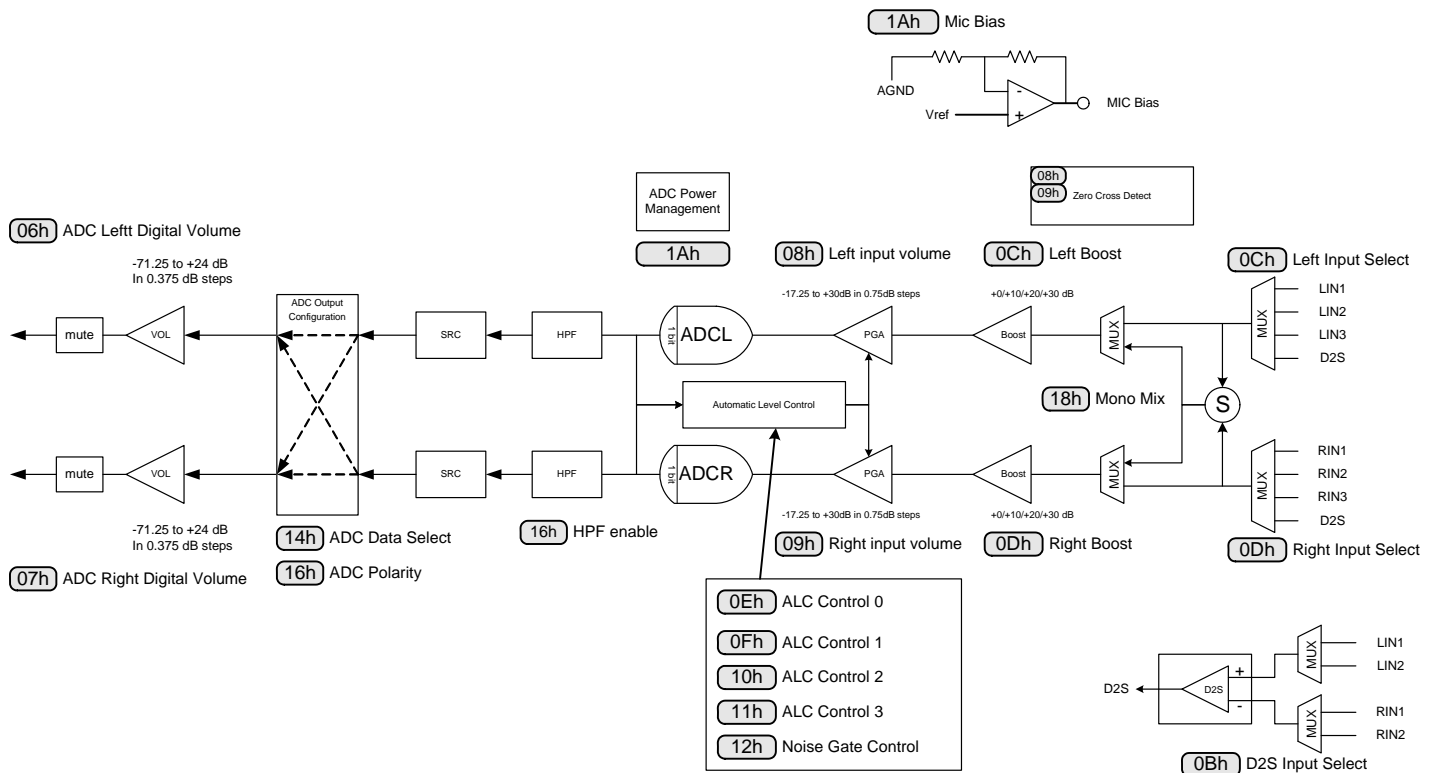 1Ah Mic Bias
AGND
-
Vref
+
MIC Bias
08h
09h Zero Cross Detect
ADC Power
Management
1Ah
06h ADC Leftt Digital Volume
-71.25 to +24 dB
In 0.375 dB steps
08h Left input volume
-17.25 to +30dB in 0.75dB steps
0Ch Left Boost
+0/+10/+20/+30 dB
0Ch Left Input Select
LIN1
LIN2
LIN3
D2S
MUX
mute
VOL
ADC Output
Configuration
SRC
HPF
1 bit
ADCL
PGA
Boost
MUX
Automatic Level Control
18h Mono Mix
S
mute
VOL
SRC
HPF
1 bit
ADCR
PGA
Boost
MUX
MUX
RIN1
RIN2
RIN3
D2S
-71.25 to +24 dB
In 0.375 dB steps
07h ADC Right Digital Volume
14h ADC Data Select
16h ADC Polarity
16h HPF enable
-17.25 to +30dB in 0.75dB steps
09h Right input volume
+0/+10/+20/+30 dB
0Dh Right Boost
0Dh Right Input Select
0Eh ALC Control 0
0Fh ALC Control 1
10h ALC Control 2
11h ALC Control 3
12h Noise Gate Control
D2S
D2S
+
-
MUX
LIN1
LIN2
MUX
RIN1
RIN2
0Bh D2S Input Select